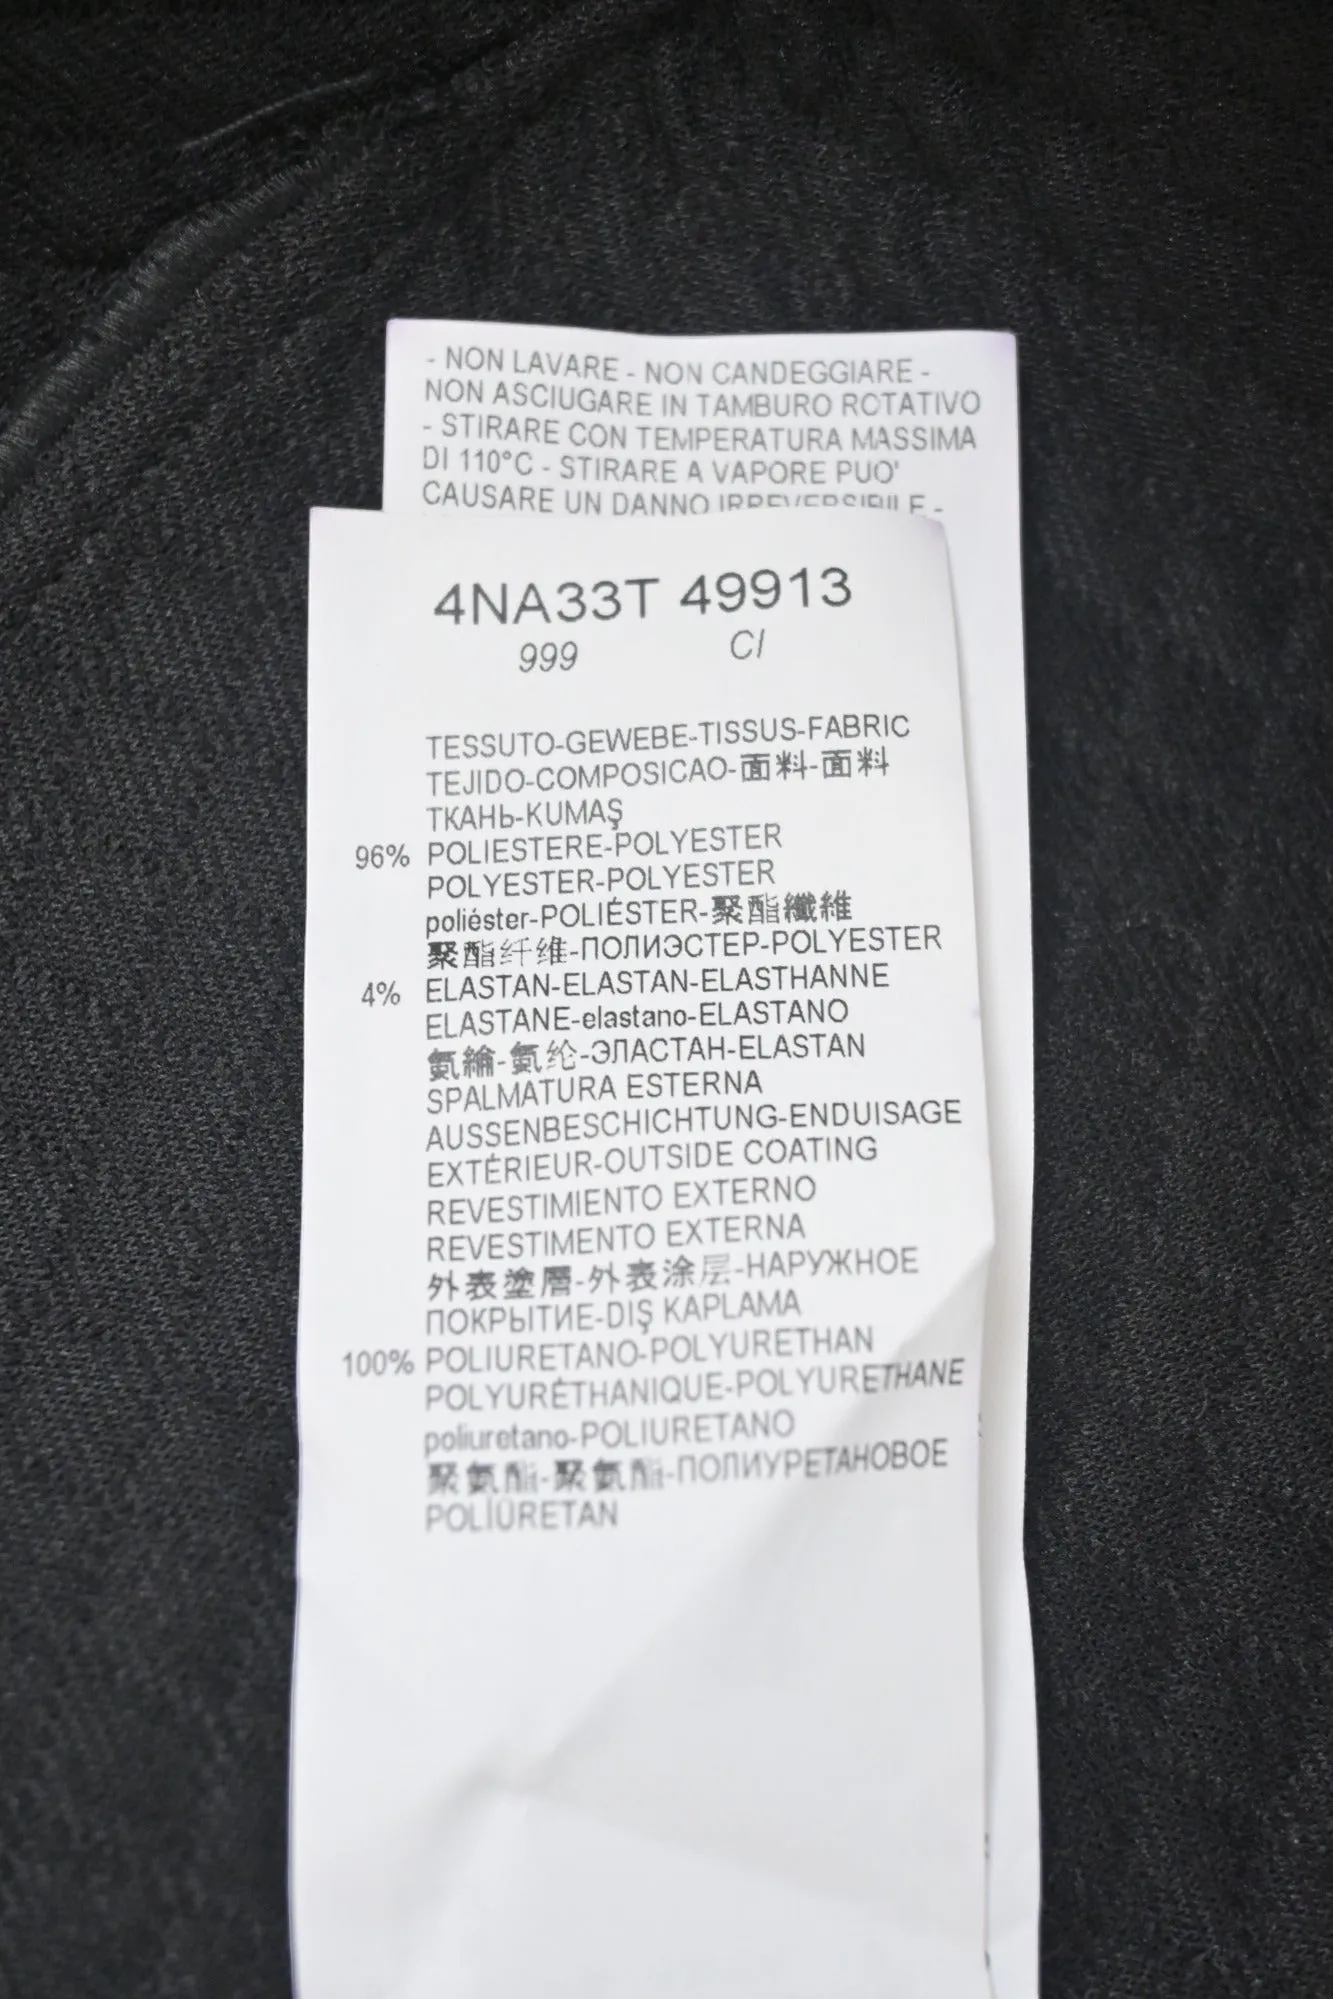 - NON LAVARE - NON CANDEGGIARE -
NON ASCIUGARE IN TAMBURO ROTATIVO
- STIRARE CON TEMPERATURA MASSIMA
DI 110°C - STIRARE A VAPORE PUO'
CAUSARE UN DANNO IRREVERSIBILE -
4NA33T 49913
999 CI
TESSUTO-GEWEBE-TISSUS-FABRIC
TEJIDO-COMPOSICAO-面料-面料
ТКАНЬ-KUMAŞ
96% POLIESTERE-POLYESTER
POLYESTER-POLYESTER
poliéster-POLIÉSTER-聚酯纖維
聚酯纤维-ПОЛИЭСТЕР-POLYESTER
4% ELASTAN-ELASTAN-ELASTHANNE
ELASTANE-elastano-ELASTANO
氨綸-氨纶-ЭЛАСТАН-ELASTAN
SPALMATURA ESTERNA
AUSSENBESCHICHTUNG-ENDUISAGE
EXTÉRIEUR-OUTSIDE COATING
REVESTIMIENTO EXTERNO
REVESTIMENTO EXTERNA
外表塗層-外表涂层-НАРУЖНОЕ
ПОКРЫТИЕ-DIŞ KAPLAMA
100% POLIURETANO-POLYURETHAN
POLYURÉTHANIQUE-POLYURETHANE
poliuretano-POLIURETANO
聚氨酯-聚氨酯-ПОЛИУРЕТАНОВОЕ
POLİÜRETAN